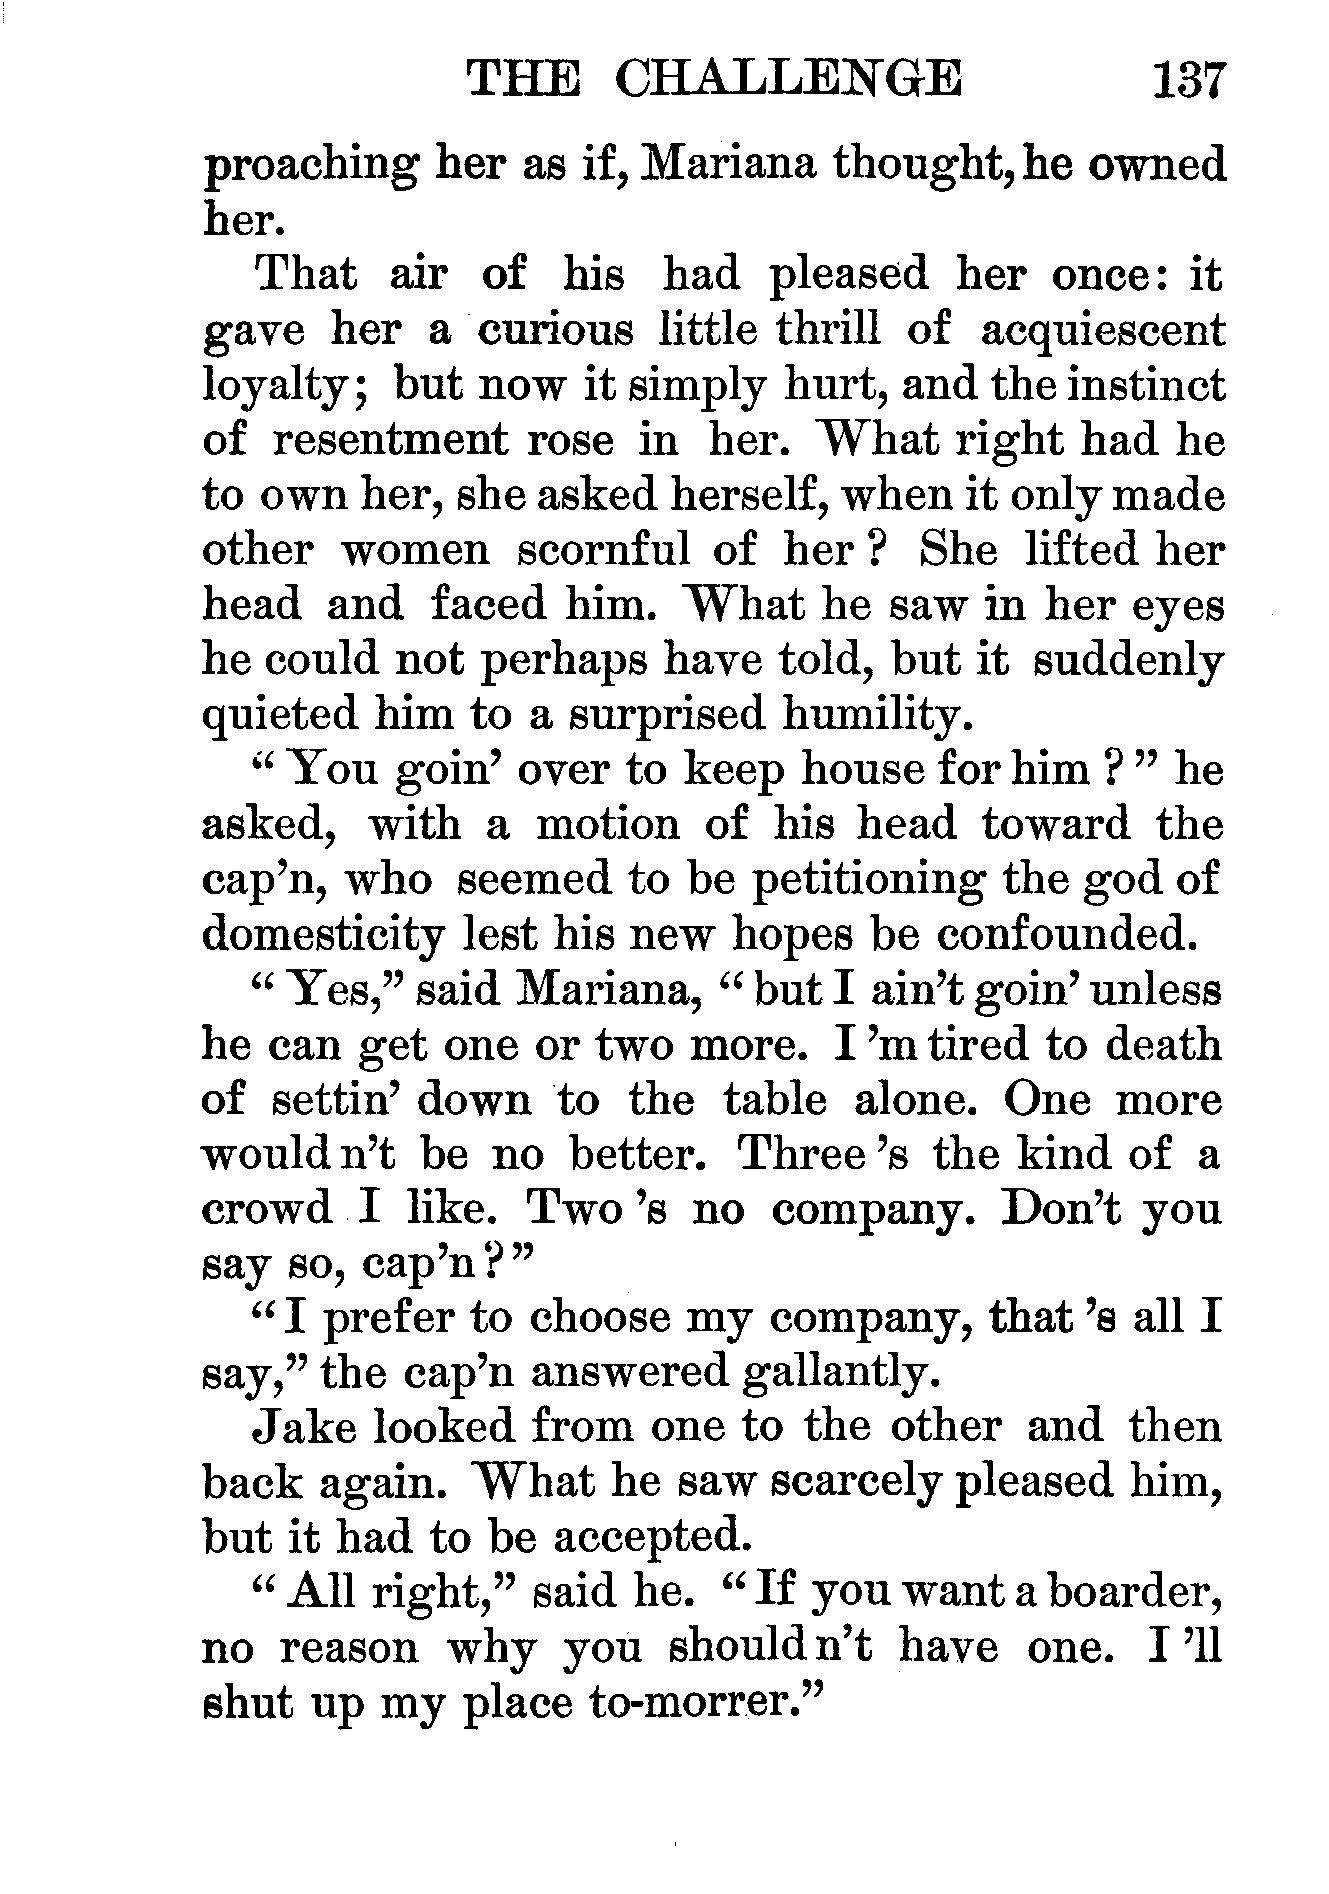 THE CHALLENGE 137
proaching her as if, Mariana thought, he owned
her.
That air of his had pleased her once: it
gave her a curious little thrill of acquiescent
loyalty; but now it simply hurt, and the instinct
of resentment rose in her. What right had he
to own her, she asked herself, when it only made
other women scornful of her? She lifted her
head and faced him. What he saw in her eyes
he could not perhaps have told, but it suddenly
quieted him to a surprised humility.
“ You goin’ over to keep house for him ? ” he
asked, with a motion of his head toward the
cap’n, who seemed to be petitioning the god of
domesticity lest his new hopes be confounded.
“ Yes,” said Mariana, “ but I ain’t goin’ unless
he can get one or two more. I ’m tired to death
of settin’ down to the table alone. One more
would n’t be no better. Three ’s the kind of a
crowd I like. Two ’s no company. Don’t you
say so, cap’n?”
“I prefer to choose my company, that ’s all I
say,” the cap’n answered gallantly.
Jake looked from one to the other and then
back again. What he saw scarcely pleased him,
but it had to be accepted.
“ All right,” said he. “If you want a boarder,
no reason why you should n’t have one. I ’ll
shut up my place to-morrer.”